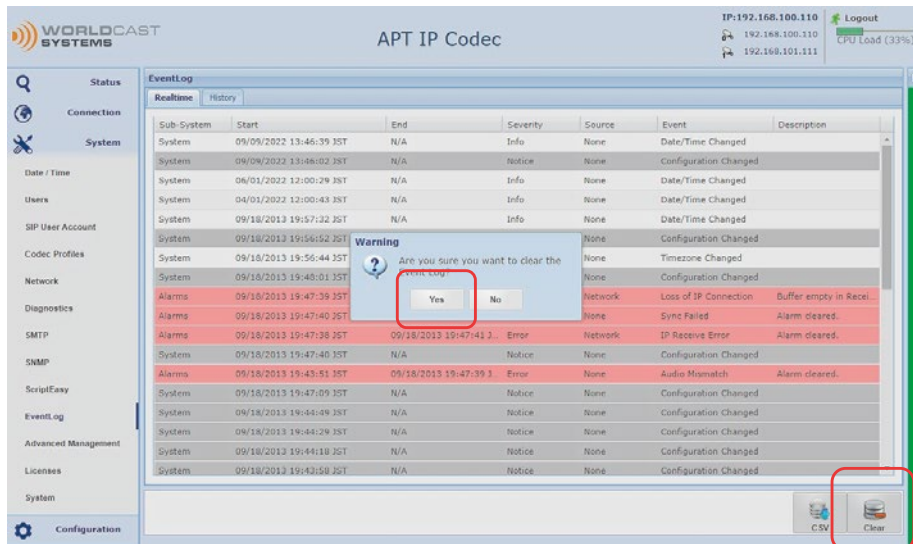 WORLDCAST
SYSTEMS
APT IP Codec
IP:192.168.100.110
192.168.100.110
192.168.101.111
Logout
CPU Load (33%)
Status
Connection
System
Date / Time
Users
SIP User Account
Codec Profiles
Network
Diagnostics
SMTP
SNMP
ScriptEasy
EventLog
Advanced Management
Licenses
System
Configuration
EventLog
Realtime History
Sub-System Start End Severity Source Event Description
System 09/09/2022 13:46:39 JST N/A Info None Date/Time Changed
System 09/09/2022 13:46:02 JST N/A Notice None Configuration Changed
System 06/01/2022 12:00:29 JST N/A Info None Date/Time Changed
System 04/01/2022 12:00:43 JST N/A Info None Date/Time Changed
System 09/18/2013 19:57:32 JST N/A Info None Date/Time Changed
System 09/18/2013 19:56:52 JST None Configuration Changed
System 09/18/2013 19:56:44 JST None Timezone Changed
System 09/18/2013 19:48:01 JST None Configuration Changed
Alarms 09/18/2013 19:47:39 JST Network Loss of IP Connection Buffer empty in Recei...
Alarms 09/18/2013 19:47:40 JST None Sync Failed Alarm cleared.
Alarms 09/18/2013 19:47:38 JST 09/18/2013 19:47:41 J... Error Network IP Receive Error Alarm cleared.
System 09/18/2013 19:47:40 JST N/A Notice None Configuration Changed
Alarms 09/18/2013 19:43:51 JST 09/18/2013 19:47:39 J... Error None Audio Mismatch Alarm cleared.
System 09/18/2013 19:47:09 JST N/A Notice None Configuration Changed
System 09/18/2013 19:44:49 JST N/A Notice None Configuration Changed
System 09/18/2013 19:44:29 JST N/A Notice None Configuration Changed
System 09/18/2013 19:44:18 JST N/A Notice None Configuration Changed
System 09/18/2013 19:43:58 JST N/A Notice None Configuration Changed
Warning
Are you sure you want to clear the
Event Log?
Yes No
CSV Clear